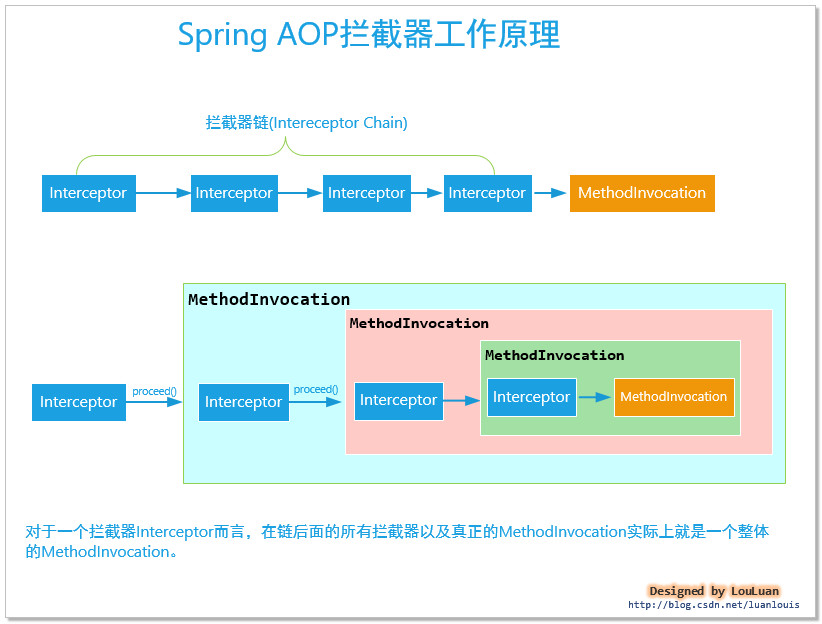 Spring AOP拦截器工作原理
拦截器链(Intereceptor Chain)
Interceptor
Interceptor
Interceptor
Interceptor
MethodInvocation
MethodInvocation
MethodInvocation
MethodInvocation
Interceptor
proceed()
Interceptor
proceed()
Interceptor
Interceptor
MethodInvocation
对于一个拦截器Interceptor而言，在链后面的所有拦截器以及真正的MethodInvocation实际上就是一个整体
的MethodInvocation。
Designed by LouLuan
http://blog.csdn.net/luanlouis